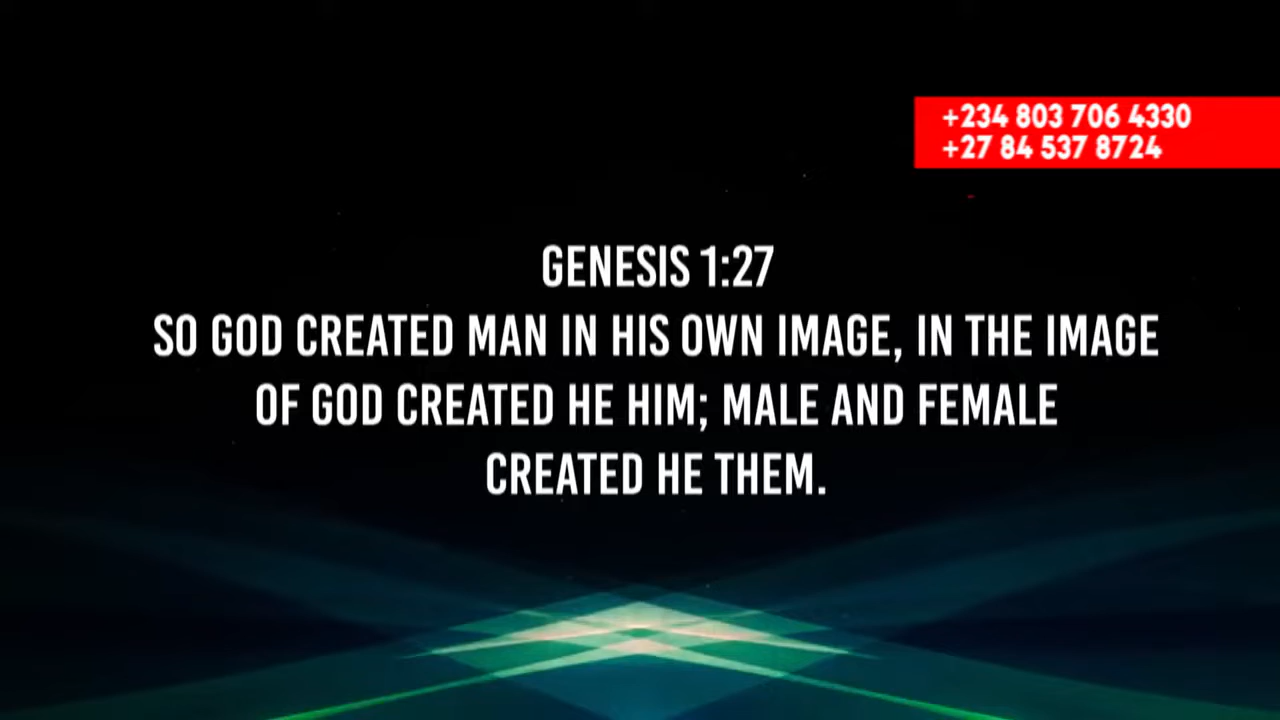 +234 803 706 4330
+27 84 537 8724
GENESIS 1:27
SO GOD CREATED MAN IN HIS OWN IMAGE, IN THE IMAGE
OF GOD CREATED HE HIM; MALE AND FEMALE
CREATED HE THEM.